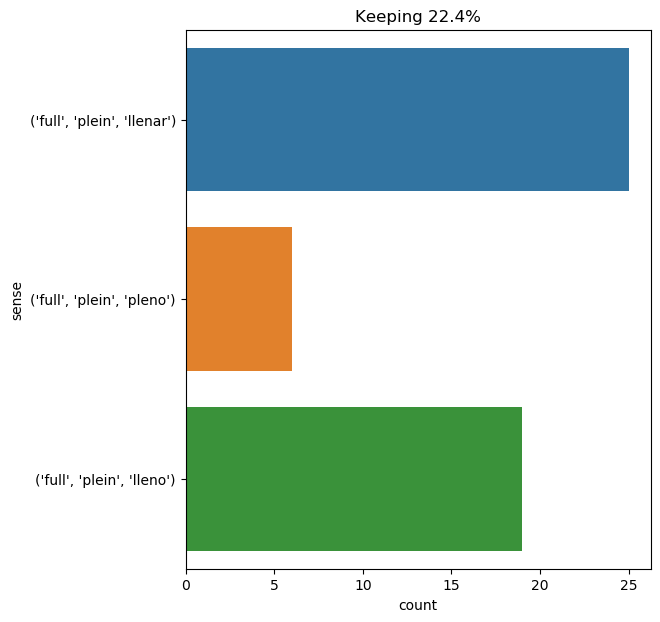 Keeping 22.4%
('full', 'plein', 'llenar')
('full', 'plein', 'pleno')
('full', 'plein', 'lleno')
sense
0 5 10 15 20 25
count